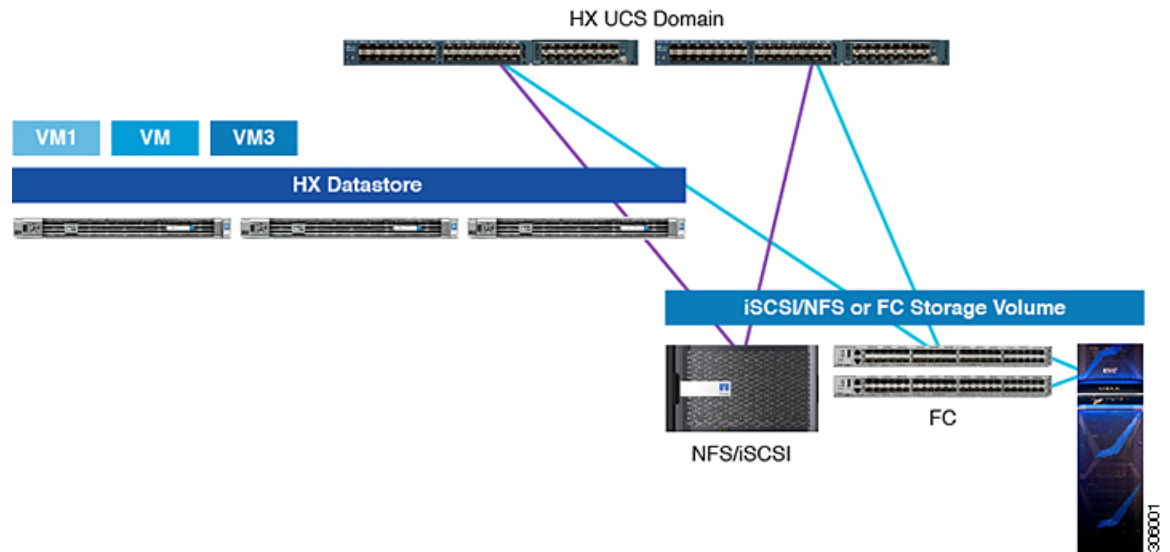 HX UCS Domain
VM1
VM
VM3
HX Datastore
iSCSI/NFS or FC Storage Volume
NFS/iSCSI
FC
306001